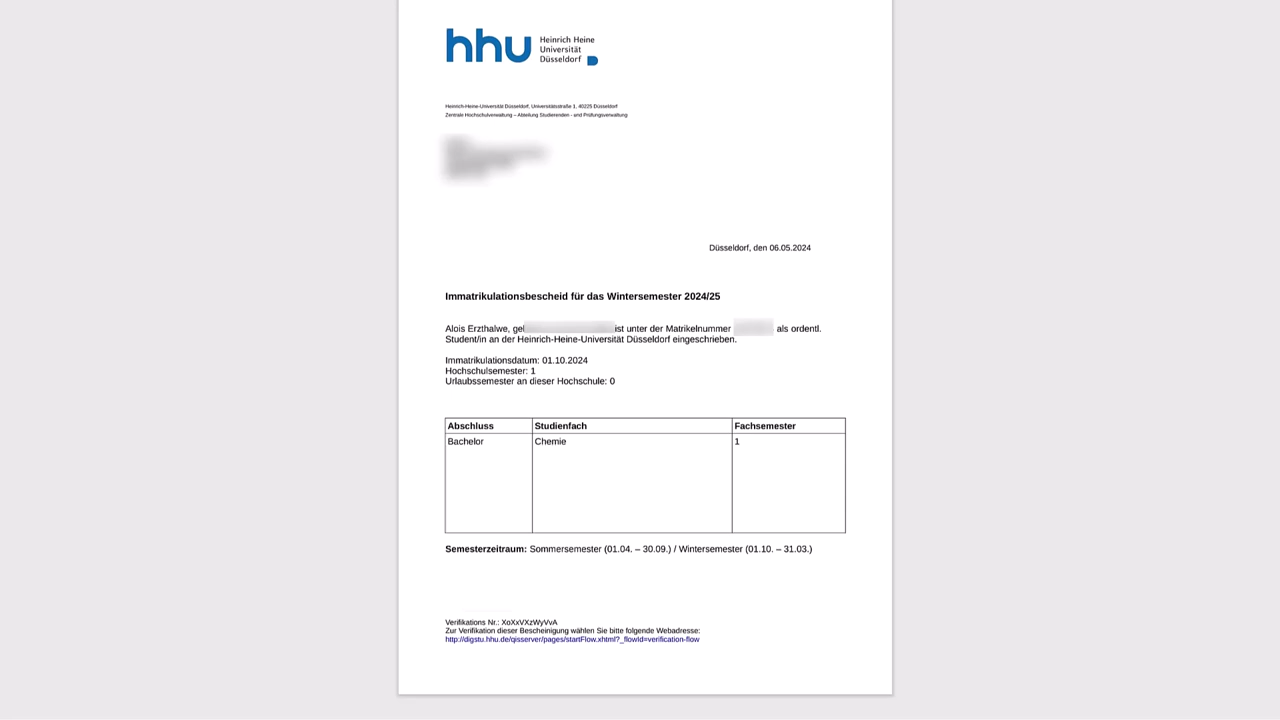 hhu
Heinrich Heine
Universität
Düsseldorf
Heinrich-Heine-Universität Düsseldorf, Universitätsstraße 1, 40225 Düsseldorf
Zentrale Hochschulverwaltung – Abteilung Studierenden - und Prüfungsverwaltung
Düsseldorf, den 06.05.2024
Immatrikulationsbescheid für das Wintersemester 2024/25
Alois Erzthalwe, geb ist unter der Matrikelnummer als ordentl.
Student/in an der Heinrich-Heine-Universität Düsseldorf eingeschrieben.
Immatrikulationsdatum: 01.10.2024
Hochschulsemester: 1
Urlaubssemester an dieser Hochschule: 0
Abschluss Studienfach Fachsemester
Bachelor Chemie 1
Semesterzeitraum: Sommersemester (01.04. – 30.09.) / Wintersemester (01.10. – 31.03.)
Verifikations Nr.: XoXxVXzWyVvA
Zur Verifikation dieser Bescheinigung wählen Sie bitte folgende Webadresse:
http://digstu.hhu.de/qisserver/pages/startFlow.xhtml?_flowId=verification-flow